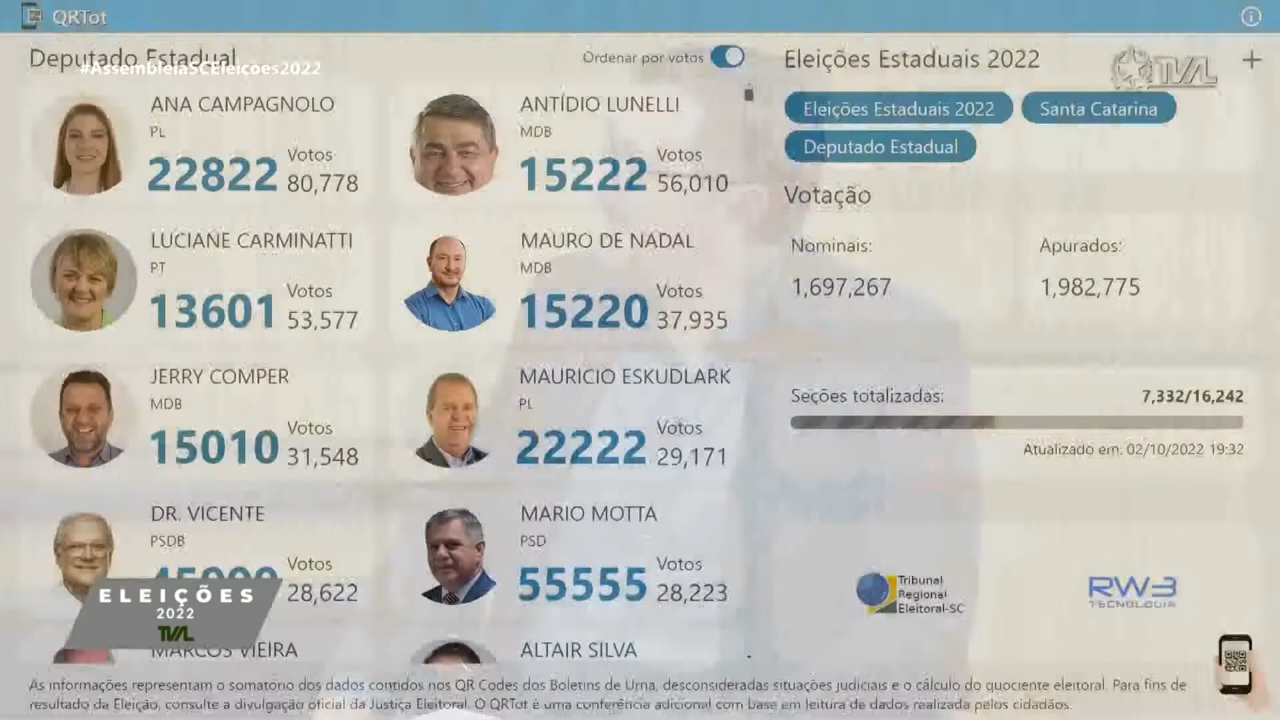 QRTot
Deputado Estadual
#AssembleiaSCEleicoes2022
Ordenar por votos
ANA CAMPAGNOLO
PL
22822 Votos
80,778
ANTÍDIO LUNELLI
MDB
15222 Votos
56,010
LUCIANE CARMINATTI
PT
13601 Votos
53,577
MAURO DE NADAL
MDB
15220 Votos
37,935
JERRY COMPER
MDB
15010 Votos
31,548
MAURICIO ESKUDLARK
PL
22222 Votos
29,171
DR. VICENTE
PSDB
Votos
28,622
MARIO MOTTA
PSD
55555 Votos
28,223
MARCOS VIEIRA
ALTAIR SILVA
ELEIÇÕES
2022
TVAL
Eleições Estaduais 2022
TVAL
Eleições Estaduais 2022 Santa Catarina
Deputado Estadual
Votação
Nominais: Apurados:
1,697,267 1,982,775
Seções totalizadas: 7,332/16,242
Atualizado em: 02/10/2022 19:32
Tribunal
Regional
Eleitoral-SC
RW3
TECNOLOGIA
As informações representam o somatório dos dados contidos nos QR Codes dos Boletins de Urna, desconsideradas situações judiciais e o cálculo do quociente eleitoral. Para fins de
resultado da Eleição, consulte a divulgação oficial da Justiça Eleitoral. O QRTot é uma conferência adicional com base em leitura de dados realizada pelos cidadãos.